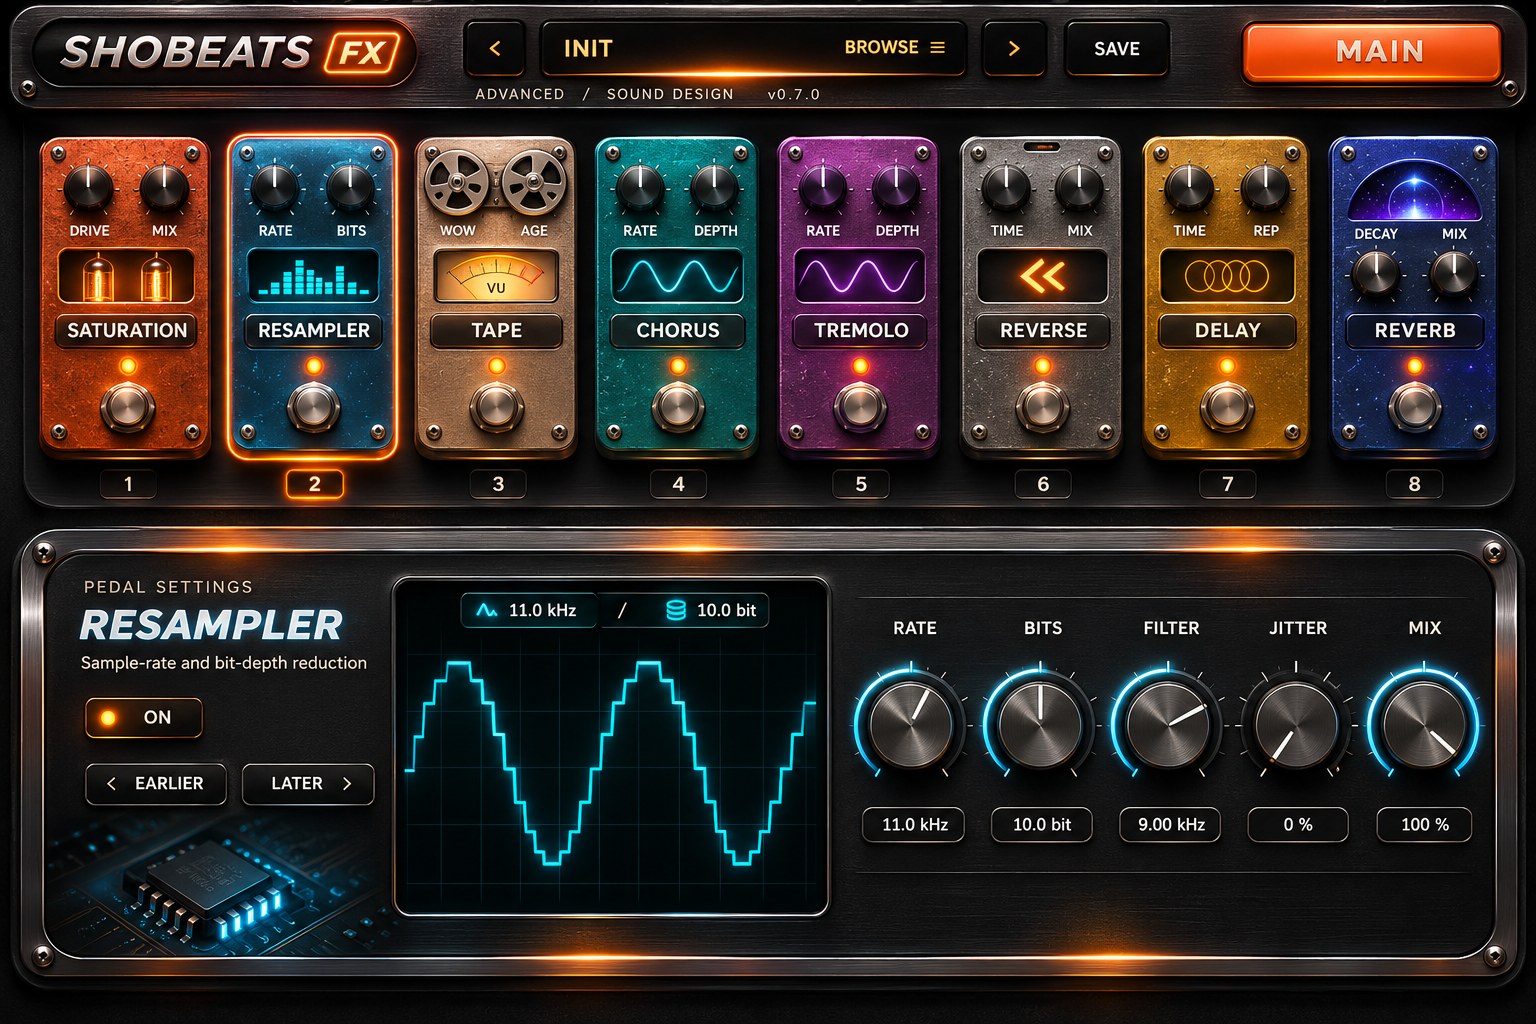 SHOBEATS FX
< INIT BROWSE ≡ > SAVE
MAIN
ADVANCED / SOUND DESIGN v0.7.0
DRIVE MIX
SATURATION
1
RATE BITS
RESAMPLER
2
WOW AGE
VU
TAPE
3
RATE DEPTH
CHORUS
4
RATE DEPTH
TREMOLO
5
TIME MIX
REVERSE
6
TIME REP
DELAY
7
DECAY MIX
REVERB
8
PEDAL SETTINGS
RESAMPLER
Sample-rate and bit-depth reduction
ON
< EARLIER
LATER >
11.0 kHz / 10.0 bit
RATE BITS FILTER JITTER MIX
11.0 kHz 10.0 bit 9.00 kHz 0 % 100 %